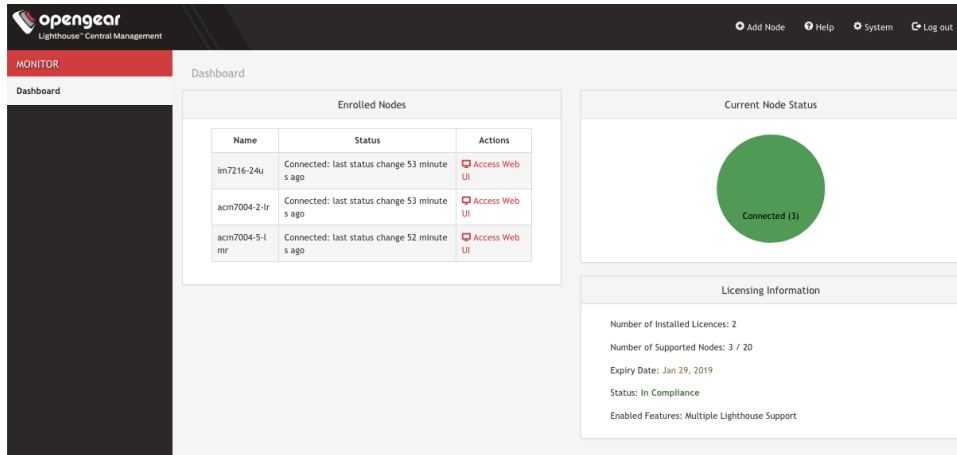 opengear
Lighthouse™ Central Management
Add Node
Help
System
Log out
MONITOR
Dashboard
Dashboard
Enrolled Nodes
Name
Status
Actions
im7216-24u
Connected: last status change 53 minute
s ago
Access Web
UI
acm7004-2-lr
Connected: last status change 53 minute
s ago
Access Web
UI
acm7004-5-l
mr
Connected: last status change 52 minute
s ago
Access Web
UI
Current Node Status
Connected (3)
Licensing Information
Number of Installed Licences: 2
Number of Supported Nodes: 3 / 20
Expiry Date: Jan 29, 2019
Status: In Compliance
Enabled Features: Multiple Lighthouse Support